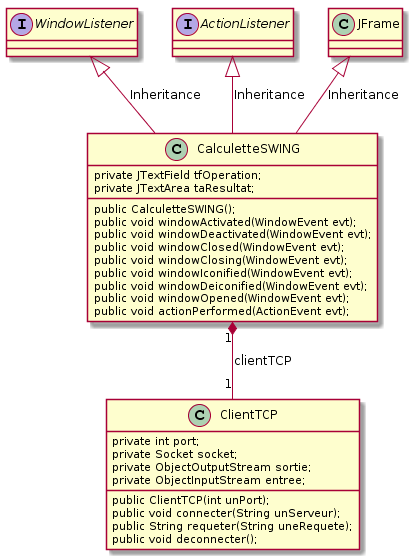 I WindowListener
I ActionListener
C JFrame
Inheritance
Inheritance
Inheritance
C CalculetteSWING
private JTextField tfOperation;
private JTextArea taResultat;
public CalculetteSWING();
public void windowActivated(WindowEvent evt);
public void windowDeactivated(WindowEvent evt);
public void windowClosed(WindowEvent evt);
public void windowClosing(WindowEvent evt);
public void windowIconified(WindowEvent evt);
public void windowDeiconified(WindowEvent evt);
public void windowOpened(WindowEvent evt);
public void actionPerformed(ActionEvent evt);
1
clientTCP
1
C ClientTCP
private int port;
private Socket socket;
private ObjectOutputStream sortie;
private ObjectInputStream entree;
public ClientTCP(int unPort);
public void connecter(String unServeur);
public String requeter(String uneRequete);
public void deconnecter();